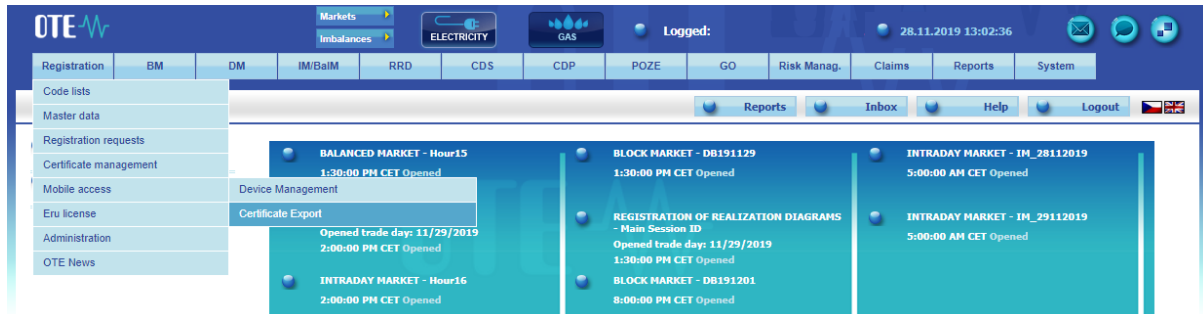 OTE
Markets
Imbalances
ELECTRICITY
GAS
Logged:
28.11.2019 13:02:36
Registration BM DM IM/BalM RRD CDS CDP POZE GO Risk Manag. Claims Reports System
Code lists
Master data
Registration requests
Certificate management
Mobile access
Eru license
Administration
OTE News
Device Management
Certificate Export
Reports Inbox Help Logout
BALANCED MARKET - Hour15
1:30:00 PM CET Opened
Opened trade day: 11/29/2019
2:00:00 PM CET Opened
INTRADAY MARKET - Hour16
2:00:00 PM CET Opened
BLOCK MARKET - DB191129
1:30:00 PM CET Opened
REGISTRATION OF REALIZATION DIAGRAMS
- Main Session ID
Opened trade day: 11/29/2019
1:30:00 PM CET Opened
BLOCK MARKET - DB191201
8:00:00 PM CET Opened
INTRADAY MARKET - IM_28112019
5:00:00 AM CET Opened
INTRADAY MARKET - IM_29112019
5:00:00 AM CET Opened